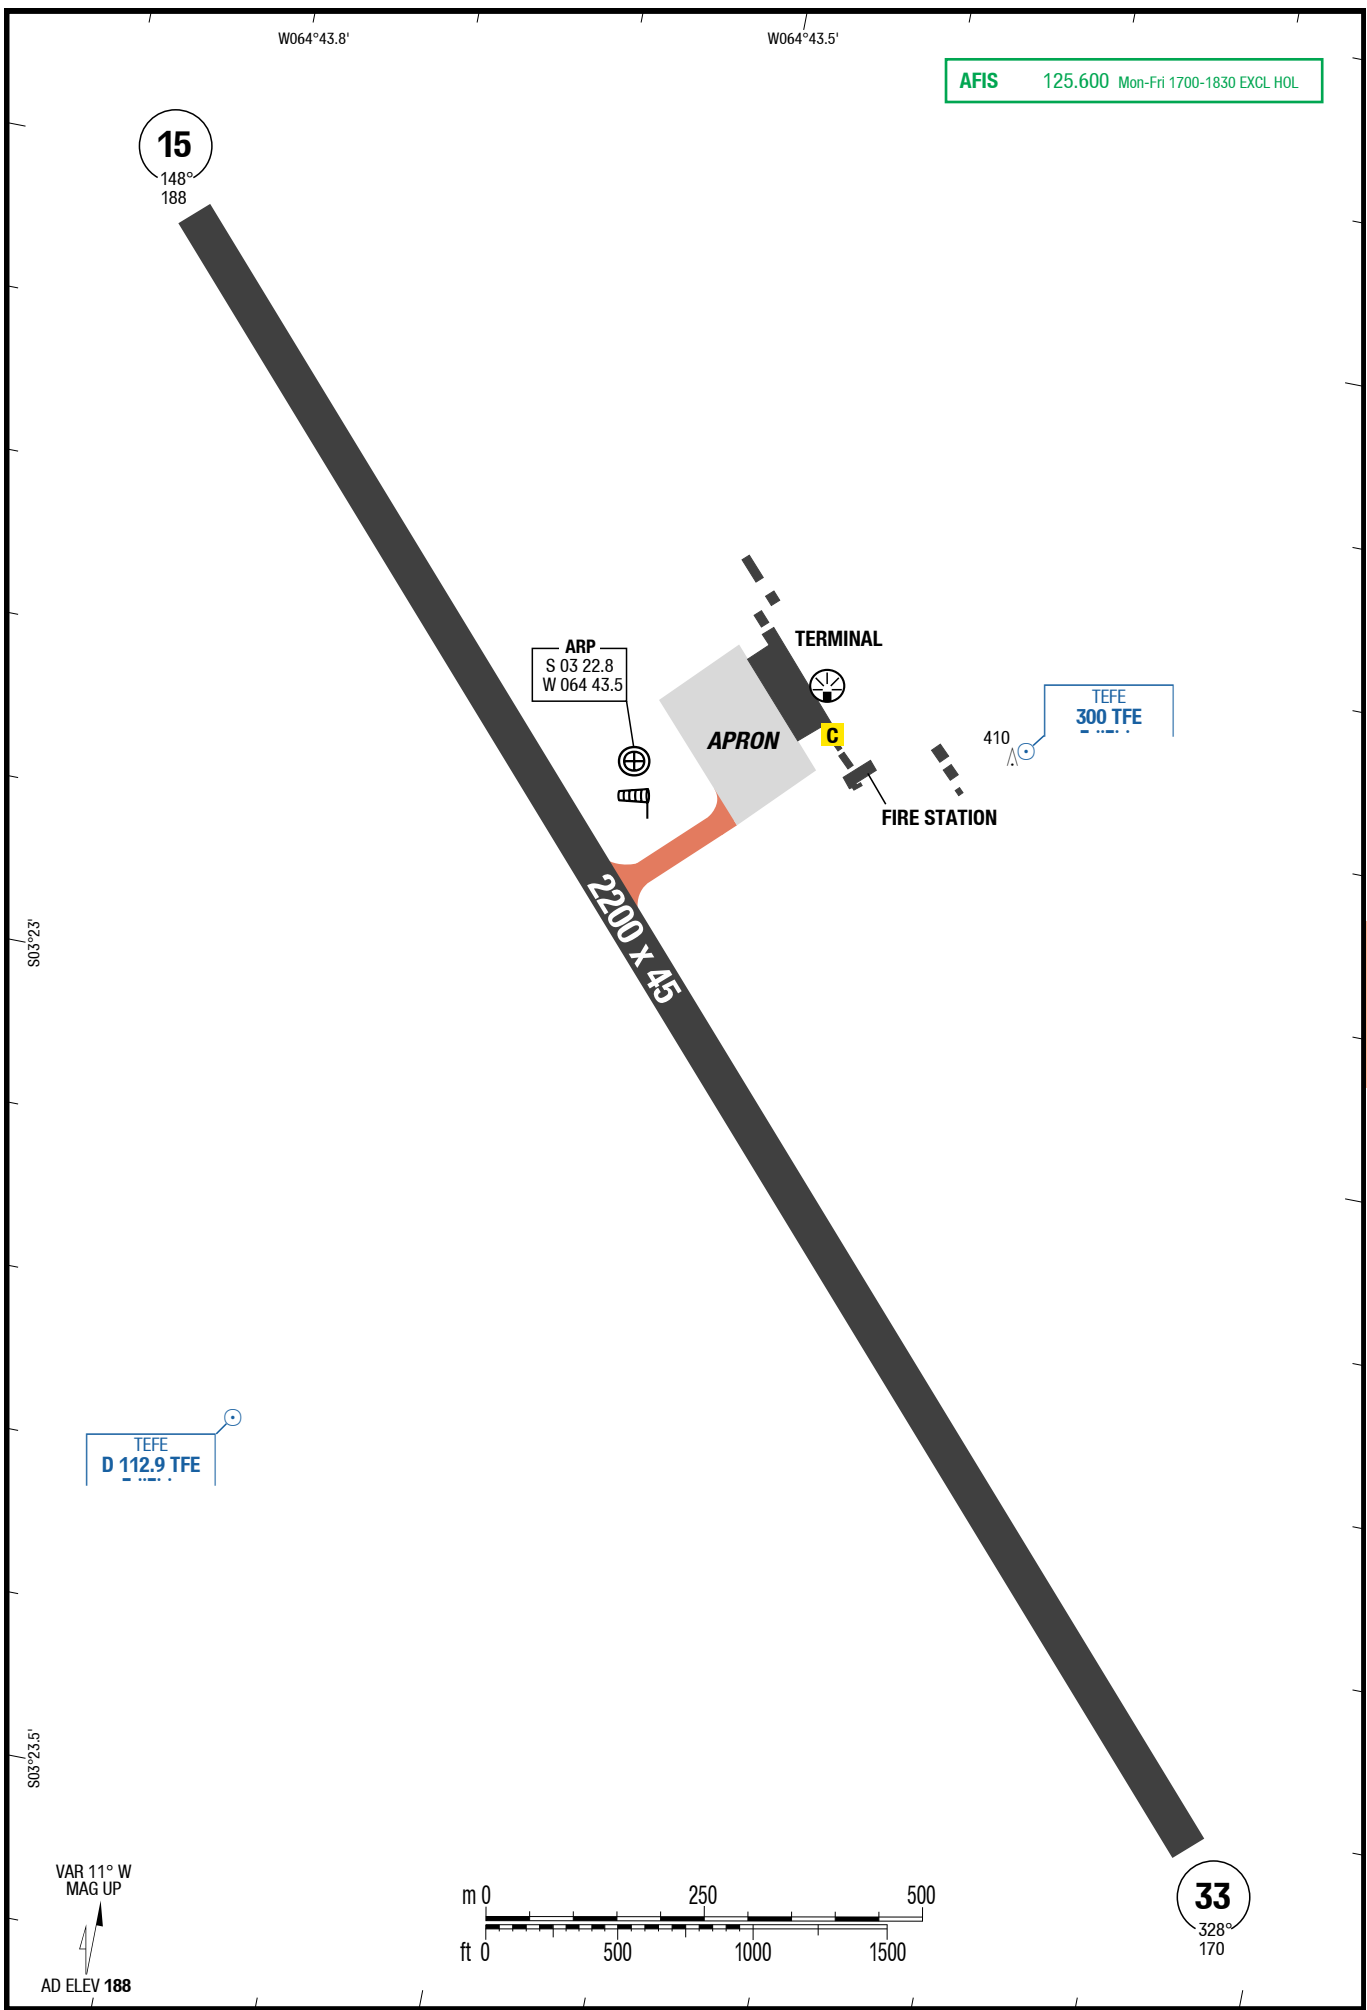 W064°43.8'
W064°43.5'
AFIS 125.600 Mon-Fri 1700-1830 EXCL HOL
15
148°
188
TERMINAL
ARP
S 03 22.8
W 064 43.5
TEFE
300 TFE
APRON
C
410
FIRE STATION
2200 x 45
S03°23'
TEFE
D 112.9 TFE
S03°23.5'
VAR 11° W
MAG UP
AD ELEV 188
m 0 250 500
ft 0 500 1000 1500
33
328°
170